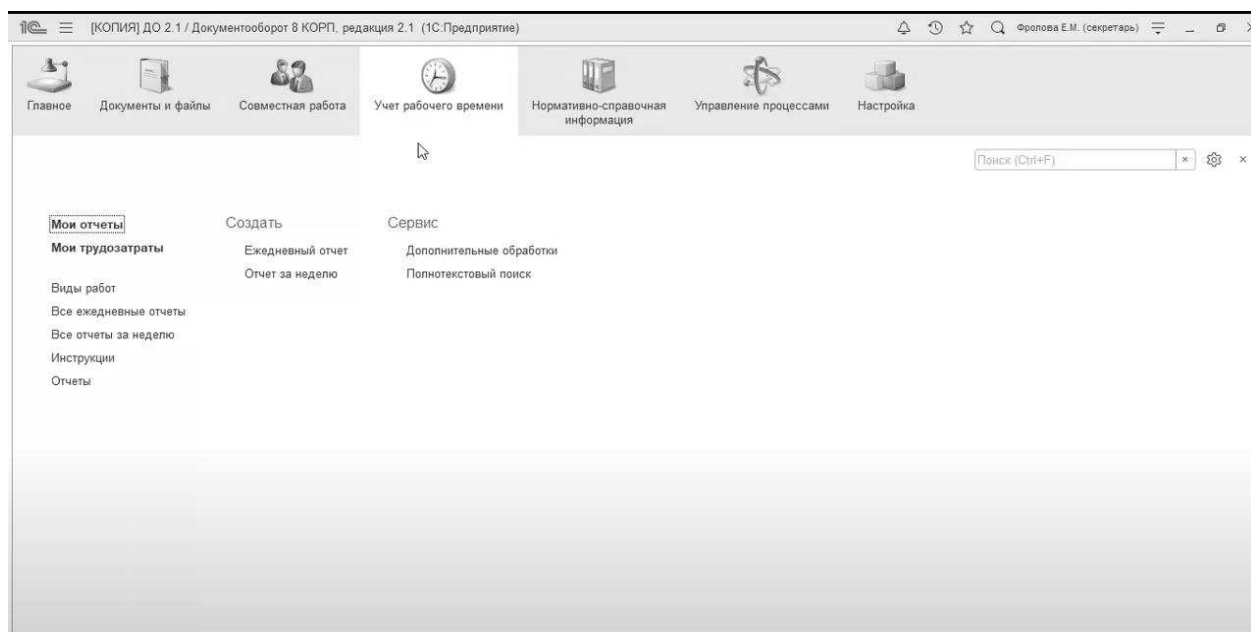 1С [КОПИЯ] ДО 2.1 / Документооборот 8 КОРП, редакция 2.1 (1С:Предприятие) Фролова Е.М. (секретарь)
Главное Документы и файлы Совместная работа Учет рабочего времени Нормативно-справочная информация Управление процессами Настройка
Поиск (Ctrl+F)
Мои отчеты Создать Сервис
Мои трудозатраты Ежедневный отчет Дополнительные обработки
Отчет за неделю Полнотекстовый поиск
Виды работ
Все ежедневные отчеты
Все отчеты за неделю
Инструкции
Отчеты